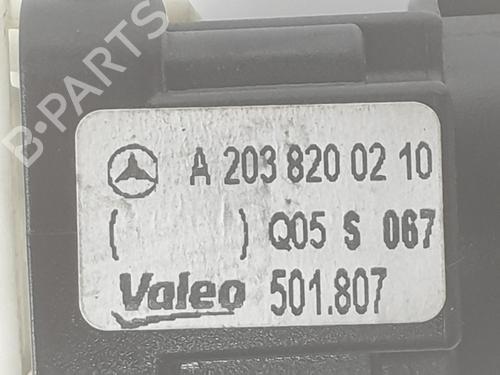 B-PARTS
A 203 820 02 10
( ) Q05 S 067
Valeo 501.807